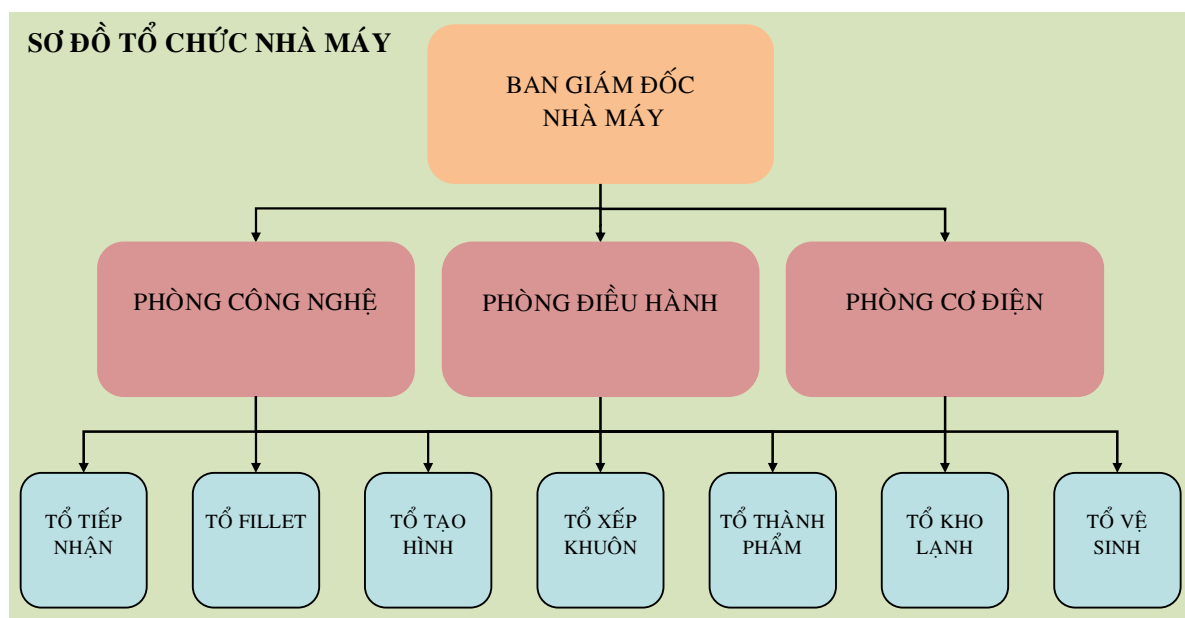 SƠ ĐỒ TỔ CHỨC NHÀ MÁY
BAN GIÁM ĐỐC
NHÀ MÁY
PHÒNG CÔNG NGHỆ
PHÒNG ĐIỀU HÀNH
PHÒNG CƠ ĐIỆN
TỔ TIẾP
NHẬN
TỔ FILLET
TỔ TẠO
HÌNH
TỔ XẾP
KHUÔN
TỔ THÀNH
PHẨM
TỔ KHO
LẠNH
TỔ VỆ
SINH